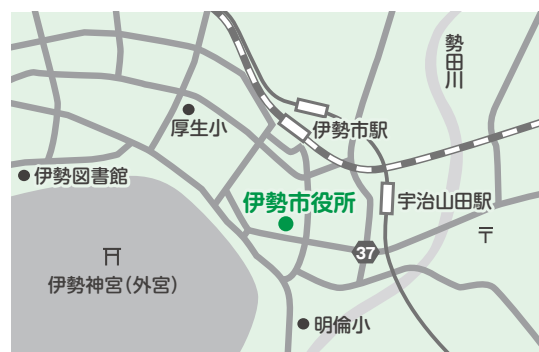 勢田川
厚生小
伊勢市駅
伊勢図書館
伊勢市役所
宇治山田駅
〒
37
伊勢神宮（外宮）
明倫小